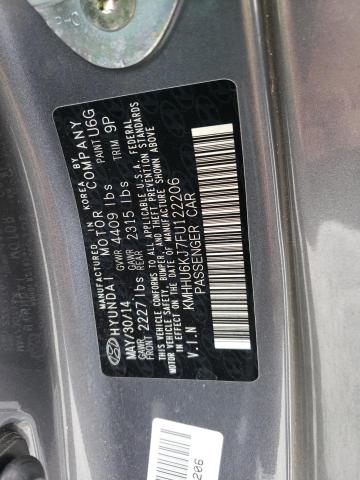 MANUFACTURED IN KOREA BY
HYUNDAI MOTOR COMPANY
MAY/30/14 GVWR 4409 lbs PAINT U6G
GAWR FRONT 2227 lbs GAWR REAR 2315 lbs TRIM 9P
THIS VEHICLE CONFORMS TO ALL APPLICABLE U.S.A. FEDERAL
MOTOR VEHICLE SAFETY, BUMPER, AND THEFT PREVENTION STANDARDS
IN EFFECT ON THE DATE OF MANUFACTURE SHOWN ABOVE.
V.I.N KMHHU6KJ7FU122206
PASSENGER CAR